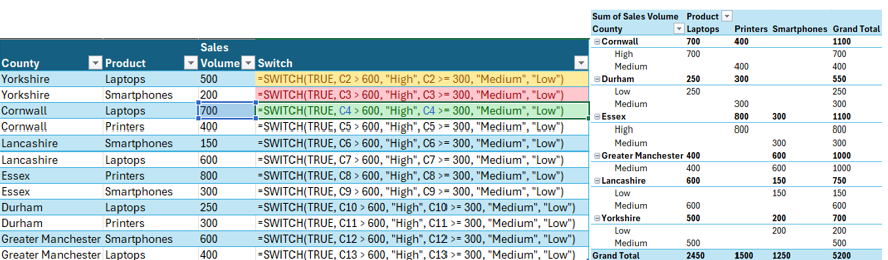 County Product Sales Volume Switch
Yorkshire Laptops 500 =SWITCH(TRUE, C2 > 600, "High", C2 >= 300, "Medium", "Low")
Yorkshire Smartphones 200 =SWITCH(TRUE, C3 > 600, "High", C3 >= 300, "Medium", "Low")
Cornwall Laptops 700 =SWITCH(TRUE, C4 > 600, "High", C4 >= 300, "Medium", "Low")
Cornwall Printers 400 =SWITCH(TRUE, C5 > 600, "High", C5 >= 300, "Medium", "Low")
Lancashire Smartphones 150 =SWITCH(TRUE, C6 > 600, "High", C6 >= 300, "Medium", "Low")
Lancashire Laptops 600 =SWITCH(TRUE, C7 > 600, "High", C7 >= 300, "Medium", "Low")
Essex Printers 800 =SWITCH(TRUE, C8 > 600, "High", C8 >= 300, "Medium", "Low")
Essex Smartphones 300 =SWITCH(TRUE, C9 > 600, "High", C9 >= 300, "Medium", "Low")
Durham Laptops 250 =SWITCH(TRUE, C10 > 600, "High", C10 >= 300, "Medium", "Low")
Durham Printers 300 =SWITCH(TRUE, C11 > 600, "High", C11 >= 300, "Medium", "Low")
Greater Manchester Smartphones 600 =SWITCH(TRUE, C12 > 600, "High", C12 >= 300, "Medium", "Low")
Greater Manchester Laptops 400 =SWITCH(TRUE, C13 > 600, "High", C13 >= 300, "Medium", "Low")
Sum of Sales Volume Product
County Laptops Printers Smartphones Grand Total
Cornwall 700 400 1100
High 700 700
Medium 400 400
Durham 250 300 550
Low 250 250
Medium 300 300
Essex 800 300 1100
High 800 800
Medium 300 300
Greater Manchester 400 600 1000
Medium 400 600 1000
Lancashire 600 150 750
Low 150 150
Medium 600 600
Yorkshire 500 200 700
Low 200 200
Medium 500 500
Grand Total 2450 1500 1250 5200